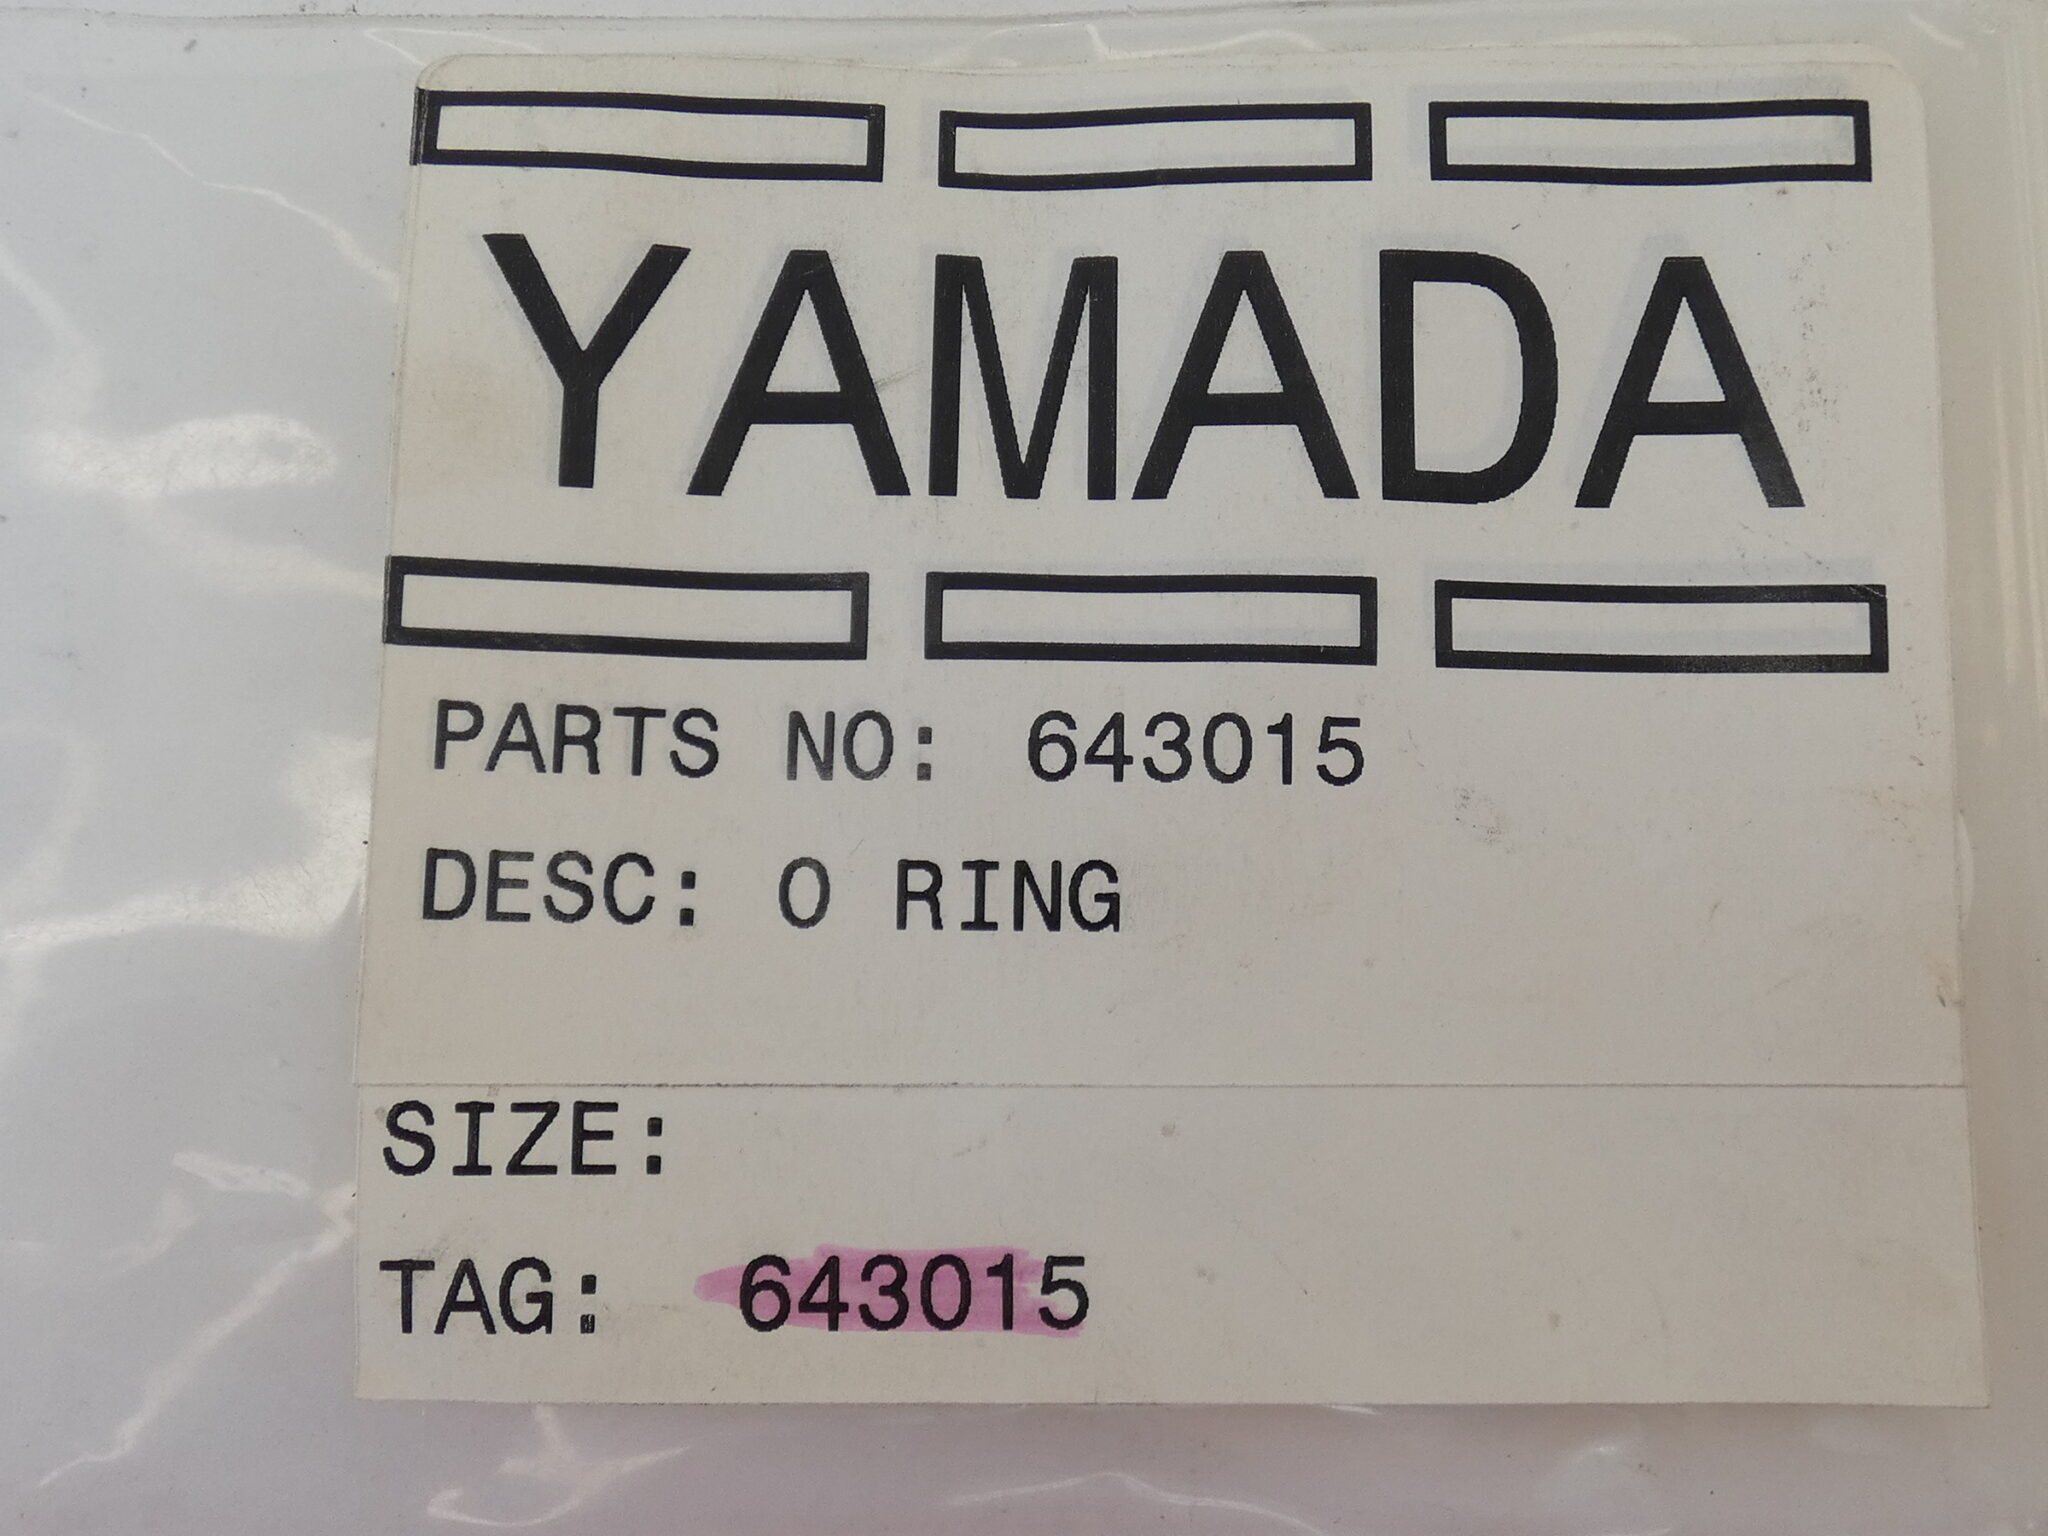 YAMADA
PARTS NO: 643015
DESC: O RING
SIZE:
TAG: 643015